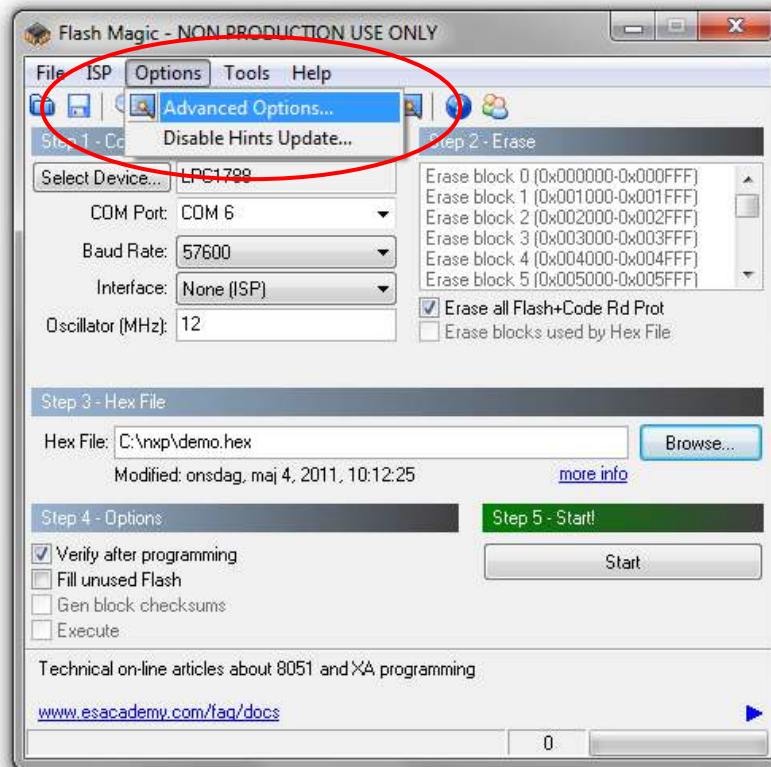 Flash Magic - NON PRODUCTION USE ONLY
File ISP Options Tools Help
Advanced Options...
Disable Hints Update...
Step 1 - Co
Step 2 - Erase
Select Device... LPC1788
COM Port: COM 6
Baud Rate: 57600
Interface: None (ISP)
Oscillator (MHz): 12
Erase block 0 (0x000000-0x000FFF)
Erase block 1 (0x001000-0x001FFF)
Erase block 2 (0x002000-0x002FFF)
Erase block 3 (0x003000-0x003FFF)
Erase block 4 (0x004000-0x004FFF)
Erase block 5 (0x005000-0x005FFF)
Erase all Flash+Code Rd Prot
Erase blocks used by Hex File
Step 3 - Hex File
Hex File: C:\nxp\demo.hex Browse...
Modified: onsdag, maj 4, 2011, 10:12:25 more info
Step 4 - Options
Verify after programming
Fill unused Flash
Gen block checksums
Execute
Step 5 - Start!
Start
Technical on-line articles about 8051 and XA programming
www.esacademy.com/faq/docs
0